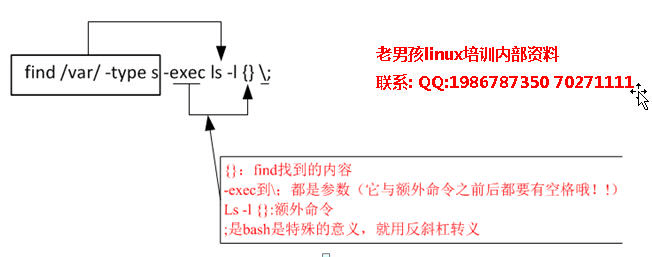 老男孩linux培训内部资料
联系: QQ:1986787350 70271111
find /var/ -type s -exec ls -l {} \;
{}：find找到的内容
-exec到\；都是参数（它与额外命令之前后都要有空格哦！！）
Ls -l {}:额外命令
;是bash是特殊的意义，就用反斜杠转义